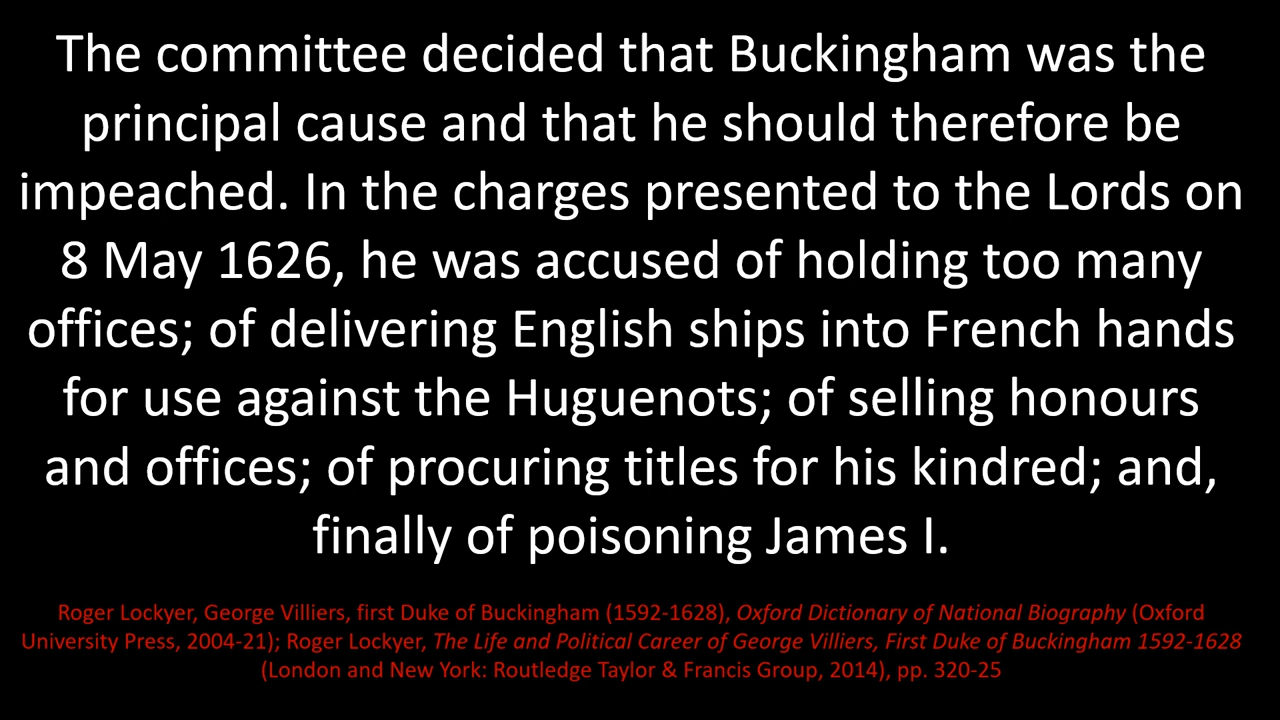 The committee decided that Buckingham was the
principal cause and that he should therefore be
impeached. In the charges presented to the Lords on
8 May 1626, he was accused of holding too many
offices; of delivering English ships into French hands
for use against the Huguenots; of selling honours
and offices; of procuring titles for his kindred; and,
finally of poisoning James I.
Roger Lockyer, George Villiers, first Duke of Buckingham (1592-1628), Oxford Dictionary of National Biography (Oxford
University Press, 2004-21); Roger Lockyer, The Life and Political Career of George Villiers, First Duke of Buckingham 1592-1628
(London and New York: Routledge Taylor & Francis Group, 2014), pp. 320-25